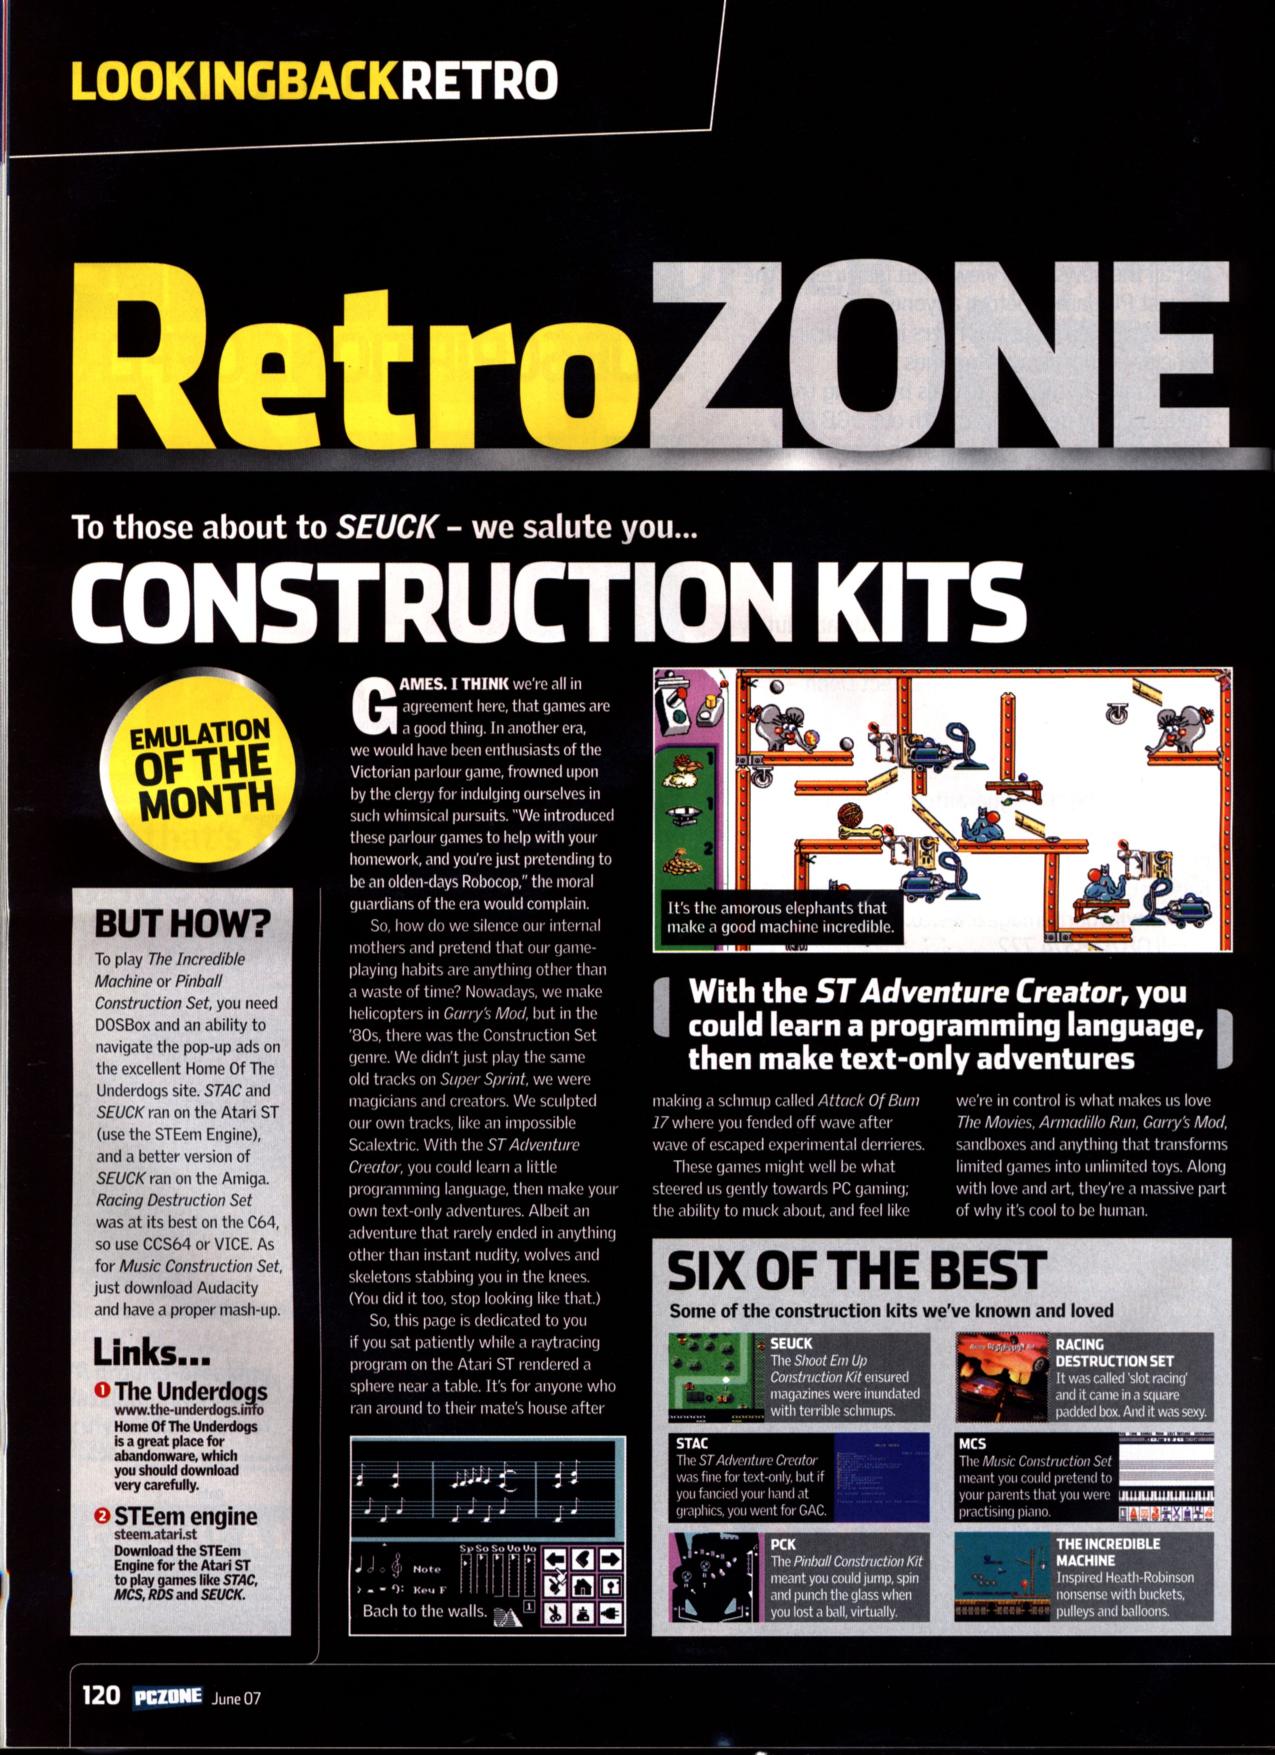 LOOKINGBACKRETRO
RetroZONE
To those about to SEUCK – we salute you...
CONSTRUCTION KITS
EMULATION
OF THE
MONTH
BUT HOW?
To play The Incredible
Machine or Pinball
Construction Set, you need
DOSBox and an ability to
navigate the pop-up ads on
the excellent Home Of The
Underdogs site. STAC and
SEUCK ran on the Atari ST
(use the STEem Engine),
and a better version of
SEUCK ran on the Amiga.
Racing Destruction Set
was at its best on the C64,
so use CCS64 or VICE. As
for Music Construction Set,
just download Audacity
and have a proper mash-up.
Links...
1 The Underdogs
www.the-underdogs.info
Home Of The Underdogs
is a great place for
abandonware, which
you should download
very carefully.
2 STEem engine
steem.atari.st
Download the STEem
Engine for the Atari ST
to play games like STAC,
MCS, RDS and SEUCK.
GAMES. I THINK we're all in
agreement here, that games are
a good thing. In another era,
we would have been enthusiasts of the
Victorian parlour game, frowned upon
by the clergy for indulging ourselves in
such whimsical pursuits. "We introduced
these parlour games to help with your
homework, and you're just pretending to
be an olden-days Robocop," the moral
guardians of the era would complain.
So, how do we silence our internal
mothers and pretend that our game-
playing habits are anything other than
a waste of time? Nowadays, we make
helicopters in Garry's Mod, but in the
'80s, there was the Construction Set
genre. We didn't just play the same
old tracks on Super Sprint, we were
magicians and creators. We sculpted
our own tracks, like an impossible
Scalextric. With the ST Adventure
Creator, you could learn a little
programming language, then make your
own text-only adventures. Albeit an
adventure that rarely ended in anything
other than instant nudity, wolves and
skeletons stabbing you in the knees.
(You did it too, stop looking like that.)
So, this page is dedicated to you
if you sat patiently while a raytracing
program on the Atari ST rendered a
sphere near a table. It's for anyone who
ran around to their mate's house after
Sp So So Vo Vo
Note
Key F
1
Bach to the walls.
1
1
2
It's the amorous elephants that
make a good machine incredible.
With the ST Adventure Creator, you
could learn a programming language,
then make text-only adventures
making a schmup called Attack Of Bum
17 where you fended off wave after
wave of escaped experimental derrieres.
These games might well be what
steered us gently towards PC gaming;
the ability to muck about, and feel like
we're in control is what makes us love
The Movies, Armadillo Run, Garry's Mod,
sandboxes and anything that transforms
limited games into unlimited toys. Along
with love and art, they're a massive part
of why it's cool to be human.
SIX OF THE BEST
Some of the construction kits we've known and loved
SEUCK
The Shoot Em Up
Construction Kit ensured
magazines were inundated
with terrible schmups.
RACING
DESTRUCTION SET
It was called 'slot racing'
and it came in a square
padded box. And it was sexy.
STAC
The ST Adventure Creator
was fine for text-only, but if
you fancied your hand at
graphics, you went for GAC.
MCS
The Music Construction Set
meant you could pretend to
your parents that you were
practising piano.
PCK
The Pinball Construction Kit
meant you could jump, spin
and punch the glass when
you lost a ball, virtually.
THE INCREDIBLE
MACHINE
Inspired Heath-Robinson
nonsense with buckets,
pulleys and balloons.
120 PCZONE June 07